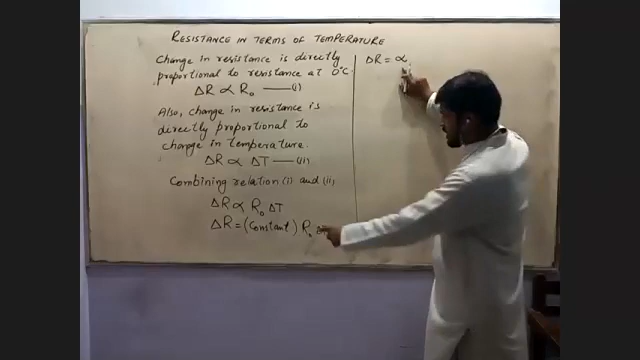 RESISTANCE IN TERMS OF TEMPERATURE
Change in resistance is directly
proportional to resistance at 0°C.
ΔR ∝ R₀ —(i)
Also, change in resistance is
directly proportional to
change in temperature.
ΔR ∝ ΔT —(ii)
Combining relation (i) and (ii)
ΔR ∝ R₀ ΔT
ΔR = (Constant) R₀
ΔR = α